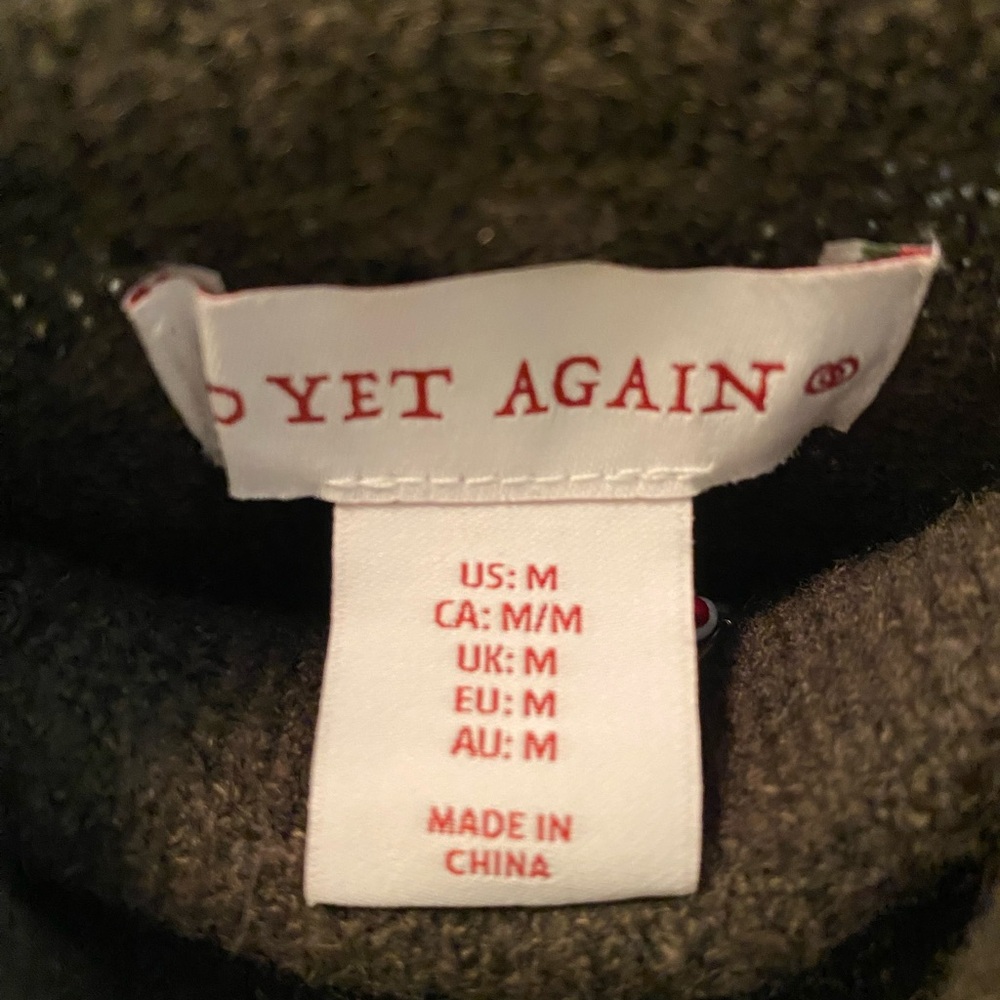 YET AGAIN
US: M
CA: M/M
UK: M
EU: M
AU: M
MADE IN
CHINA